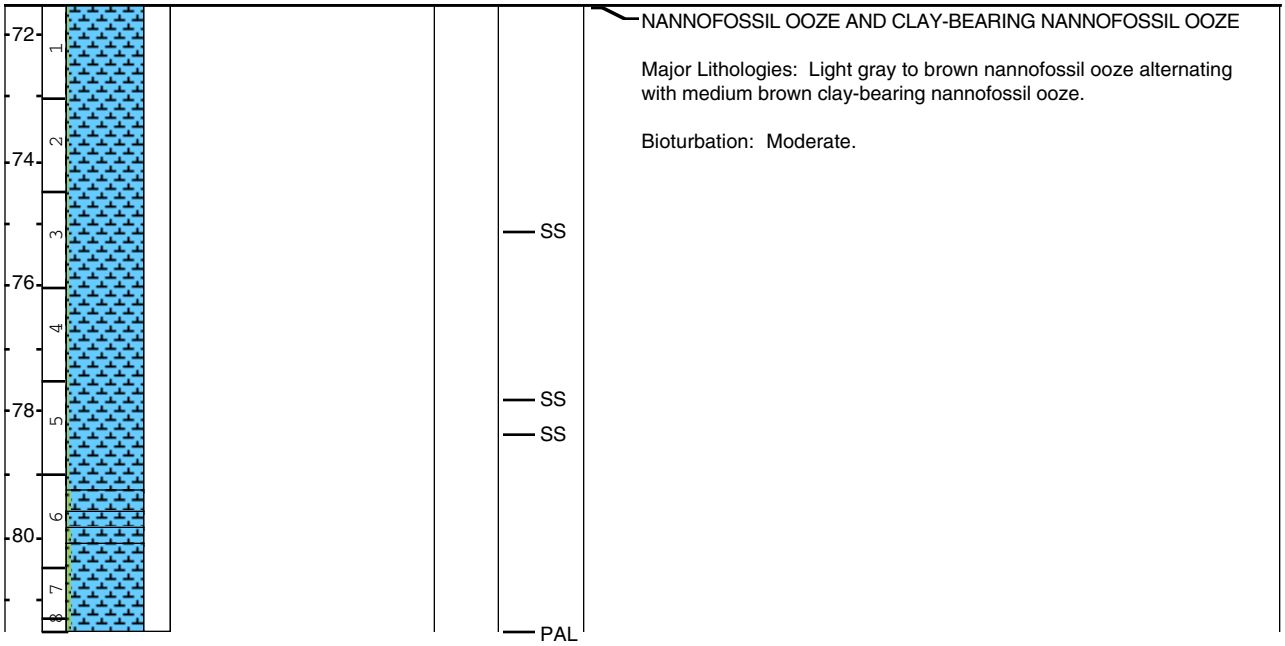 NANNOFOSSIL OOZE AND CLAY-BEARING NANNOFOSSIL OOZE
Major Lithologies: Light gray to brown nannofossil ooze alternating
with medium brown clay-bearing nannofossil ooze.
Bioturbation: Moderate.
72
1
2
74
3
SS
76
4
SS
78
5
SS
6
80
7
8
PAL